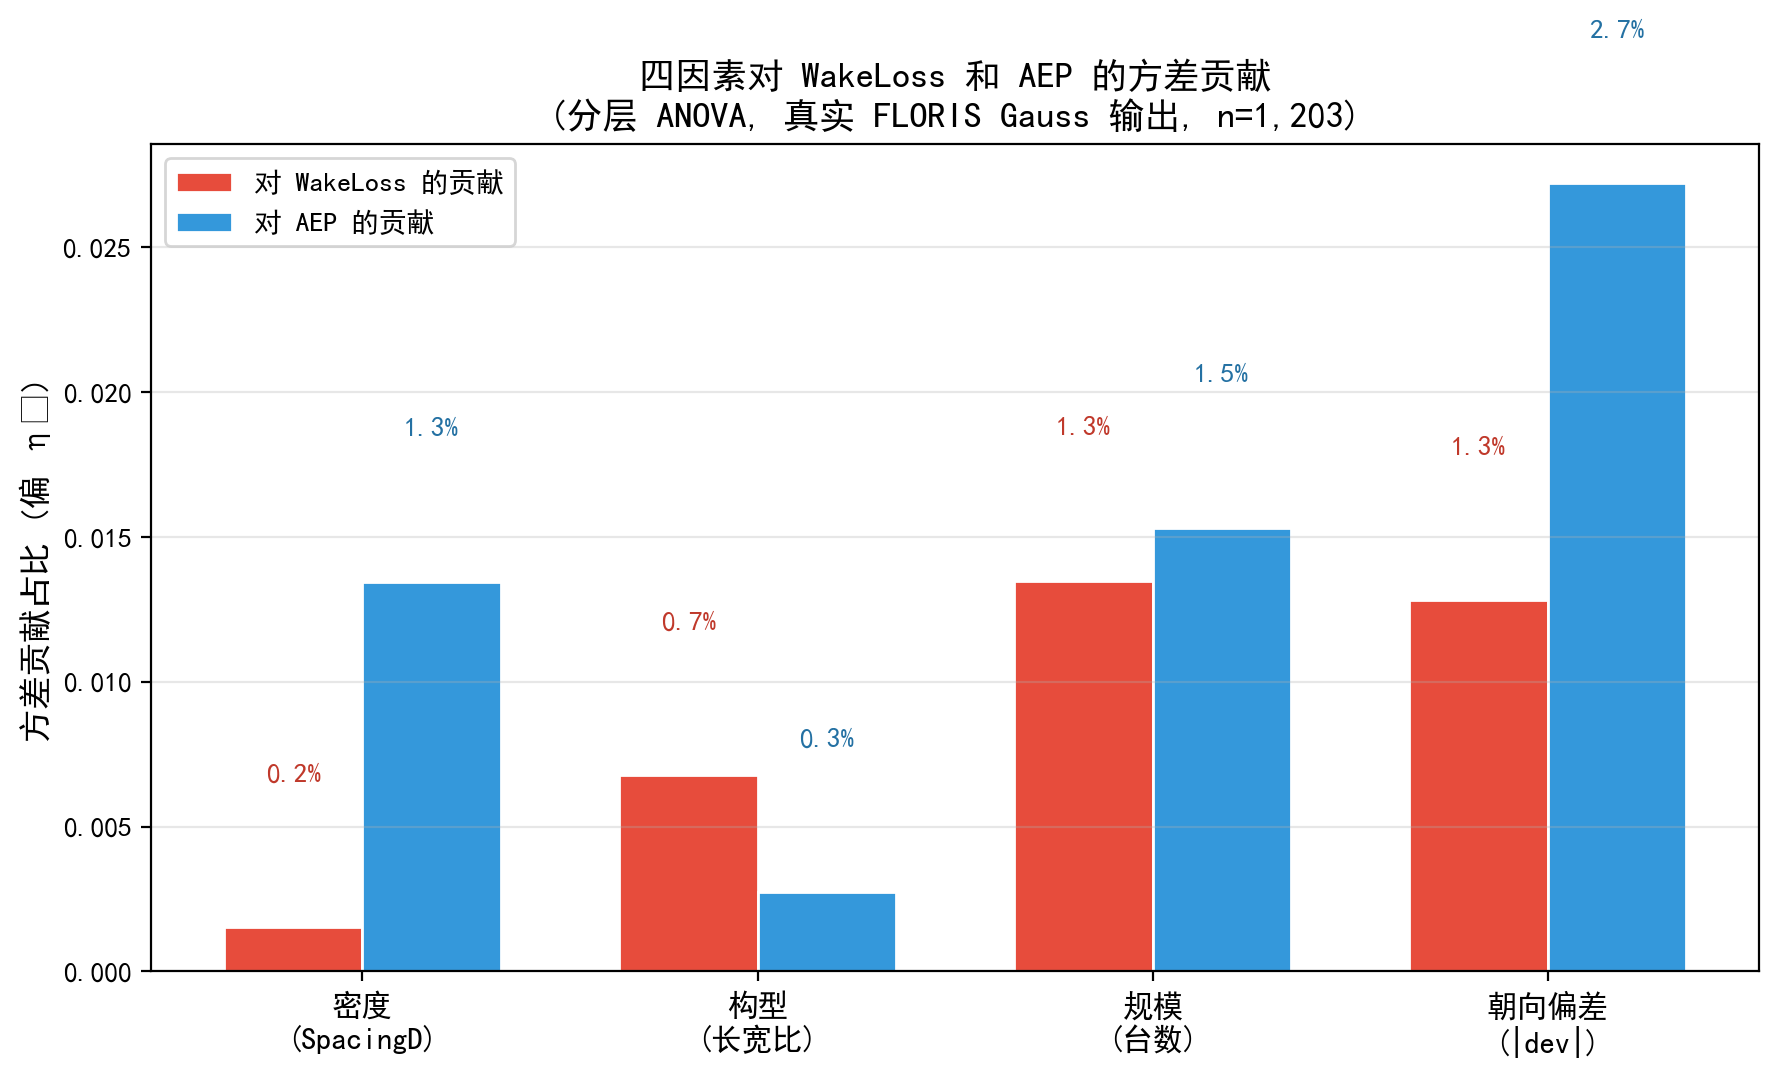 2.7%
四因素对 WakeLoss 和 AEP 的方差贡献
(分层 ANOVA, 真实 FLORIS Gauss 输出, n=1,203)
对 WakeLoss 的贡献
对 AEP 的贡献
方差贡献占比 (偏 η□)
0.025
0.020
0.015
0.010
0.005
0.000
0.2%
1.3%
0.7%
0.3%
1.3%
1.5%
1.3%
密度
(SpacingD)
构型
(长宽比)
规模
(台数)
朝向偏差
(|dev|)